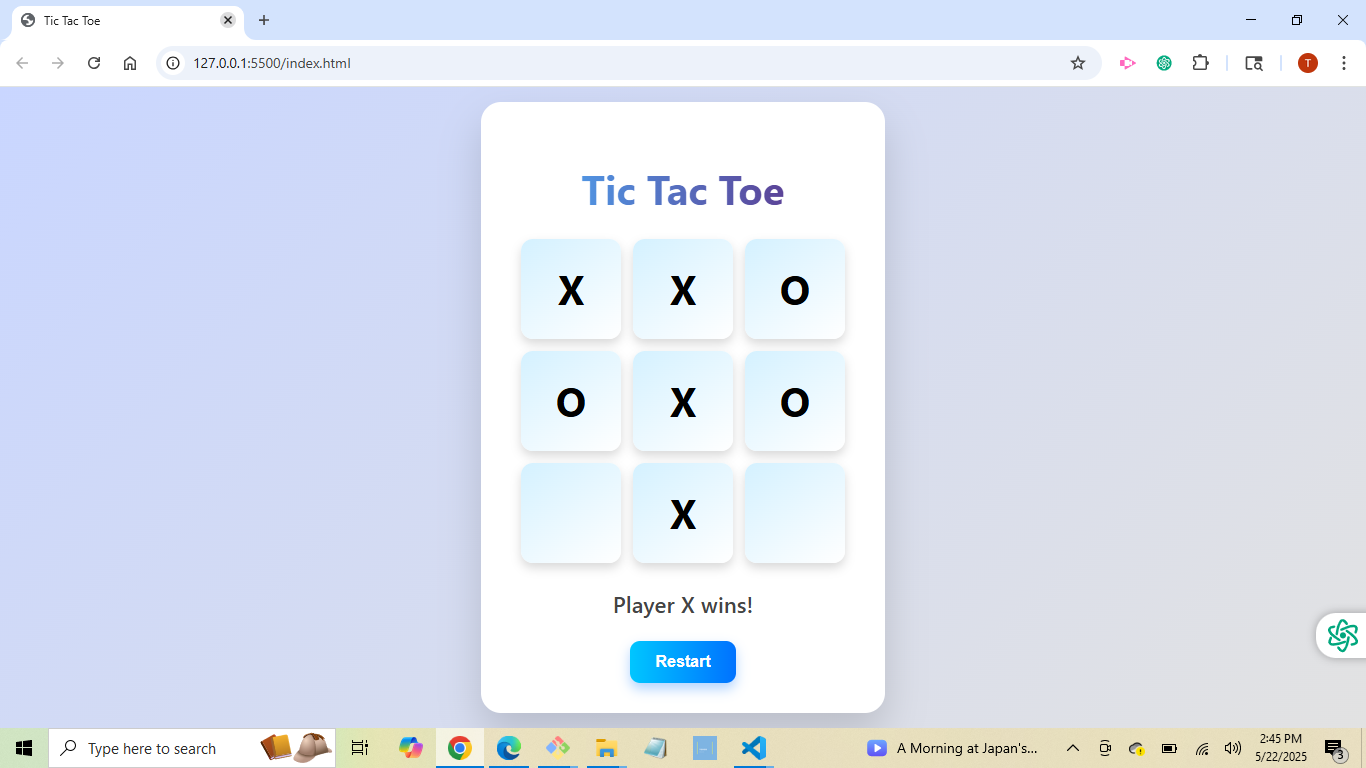 Tic Tac Toe
127.0.0.1:5500/index.html
T
Tic Tac Toe
X X O
O X O
X
Player X wins!
Restart
Type here to search
A Morning at Japan's...
2:45 PM
5/22/2025
3